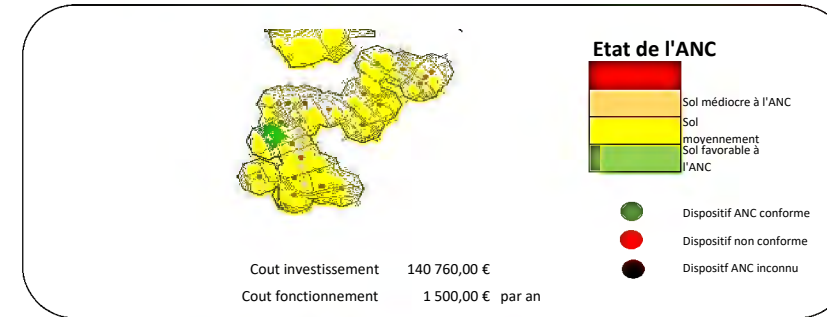 Etat de l'ANC
Sol médiocre à l'ANC
Sol
moyennement
Sol favorable à
l'ANC
Dispositif ANC conforme
Dispositif non conforme
Dispositf ANC inconnu
Cout investissement 140 760,00 €
Cout fonctionnement 1 500,00 € par an